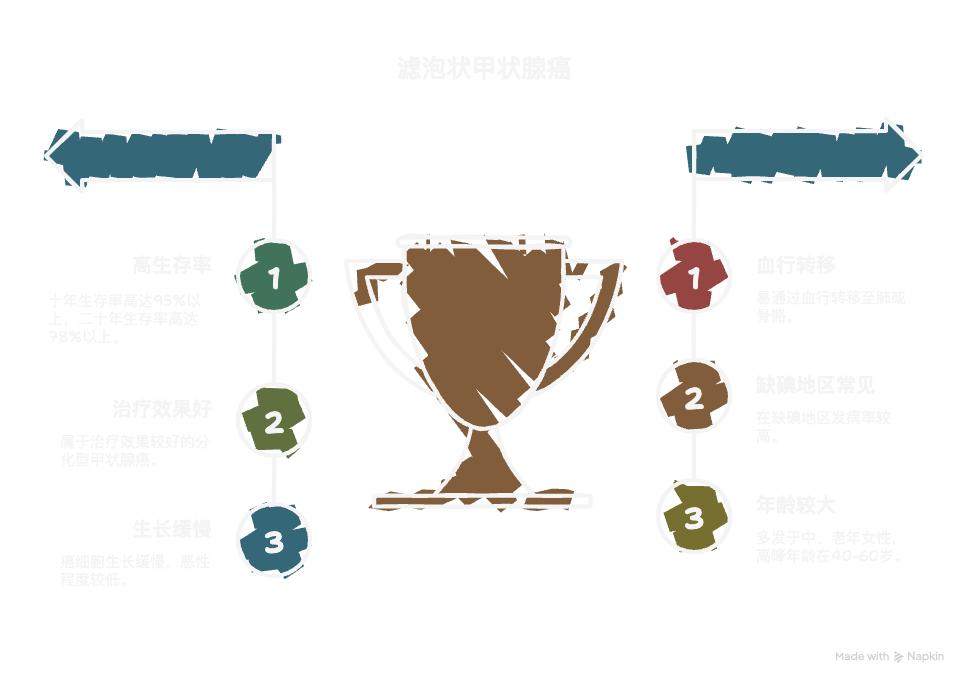 滤泡状甲状腺癌
1
高生存率
十年生存率高达95%以
上，二十年生存率高达
78%以上。
2
治疗效果好
属于治疗效果较好的分
化型甲状腺癌。
3
生长缓慢
癌细胞生长缓慢，恶性
程度较低。
1
血行转移
易通过血行转移至肺或
骨骼。
2
缺碘地区常见
在缺碘地区发病率较
高。
3
年龄较大
多发于中、老年女性，
高峰年龄在40-60岁。
Made with Napkin